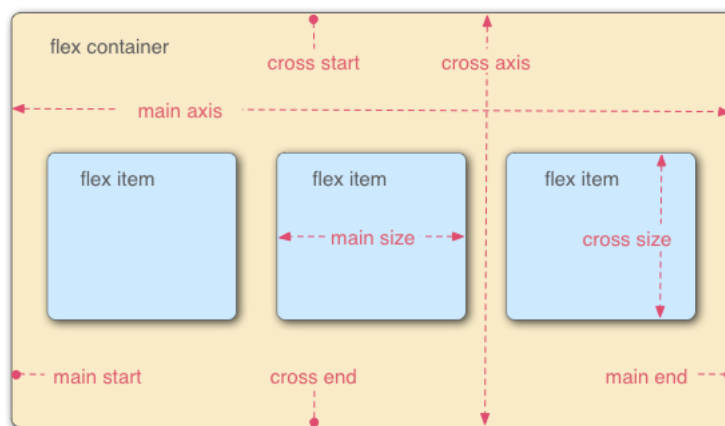 flex container
cross start
cross axis
main axis
flex item
flex item
flex item
main size
cross size
main start
cross end
main end